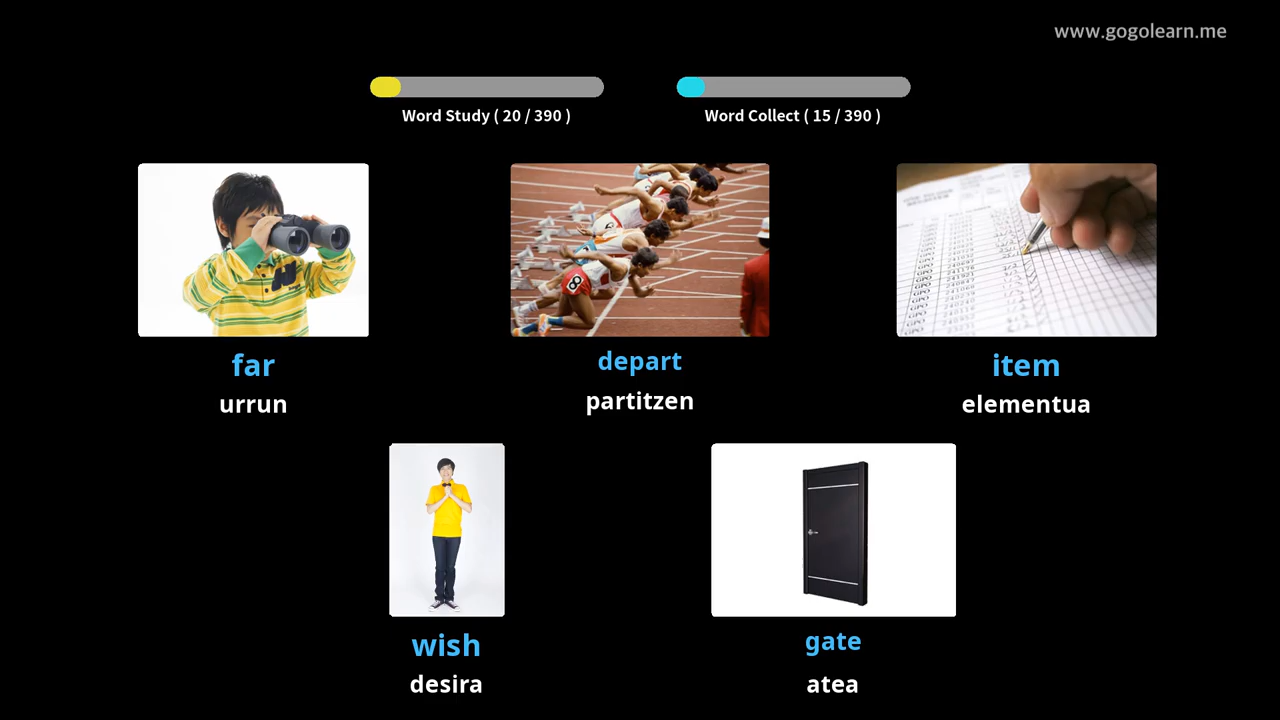 www.gogolearn.me
Word Study ( 20 / 390 )
Word Collect ( 15 / 390 )
far
urrun
depart
partitzen
item
elementua
wish
desira
gate
atea